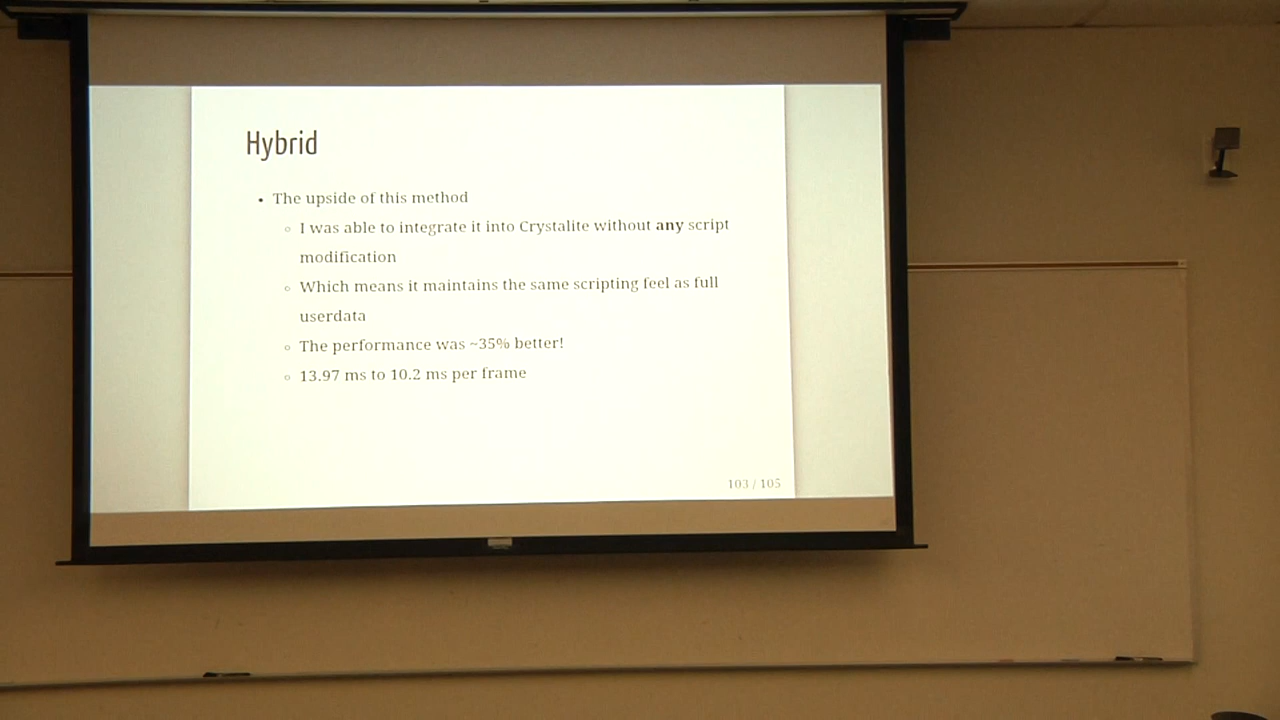 Hybrid
• The upside of this method
◦ I was able to integrate it into Crystalite without any script
modification
◦ Which means it maintains the same scripting feel as full
userdata
◦ The performance was ~35% better!
◦ 13.97 ms to 10.2 ms per frame
103 / 105